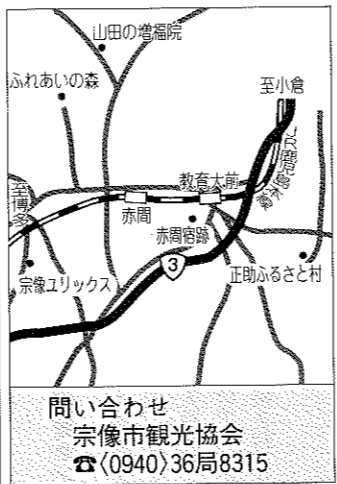 山田の増福院
ふれあいの森
至小倉
教育大前
JR鹿児島本線
至博多
赤間
赤間宿跡
宗像ユリックス
3
正助ふるさと村
問い合わせ
宗像市観光協会
☎〈0940〉36局8315